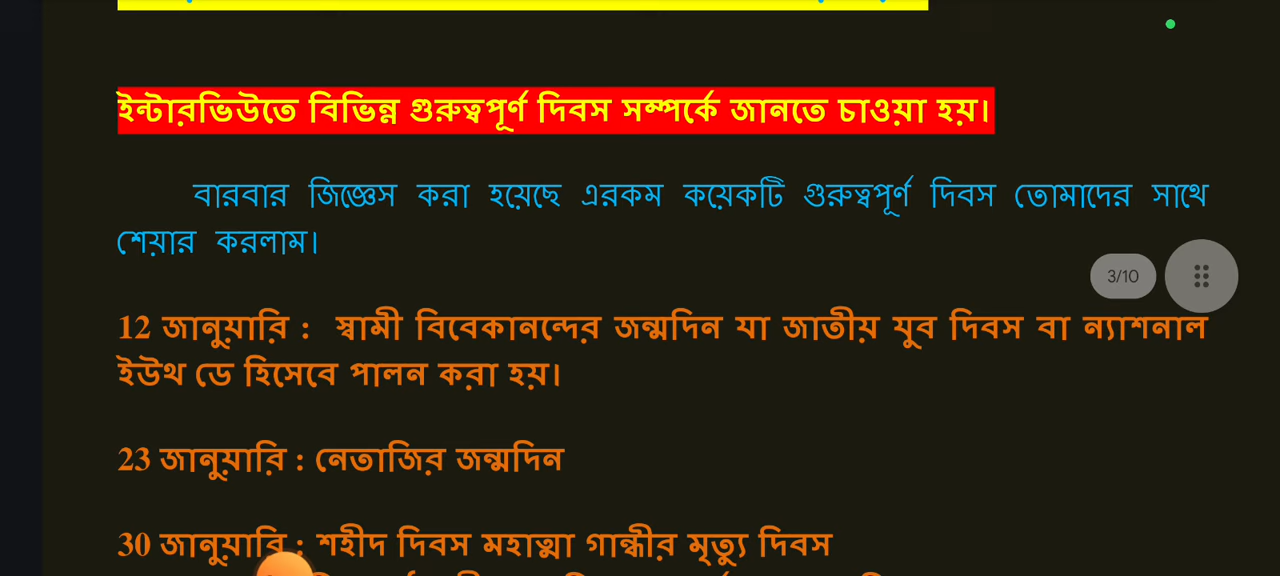 ইন্টারভিউতে বিভিন্ন গুরুত্বপূর্ণ দিবস সম্পর্কে জানতে চাওয়া হয়।
বারবার জিজ্ঞেস করা হয়েছে এরকম কয়েকটি গুরুত্বপূর্ণ দিবস তোমাদের সাথে
শেয়ার করলাম।
3/10
12 জানুয়ারি : স্বামী বিবেকানন্দের জন্মদিন যা জাতীয় যুব দিবস বা ন্যাশনাল
ইউথ ডে হিসেবে পালন করা হয়।
23 জানুয়ারি : নেতাজির জন্মদিন
30 জানুয়ারি : শহীদ দিবস মহাত্মা গান্ধীর মৃত্যু দিবস